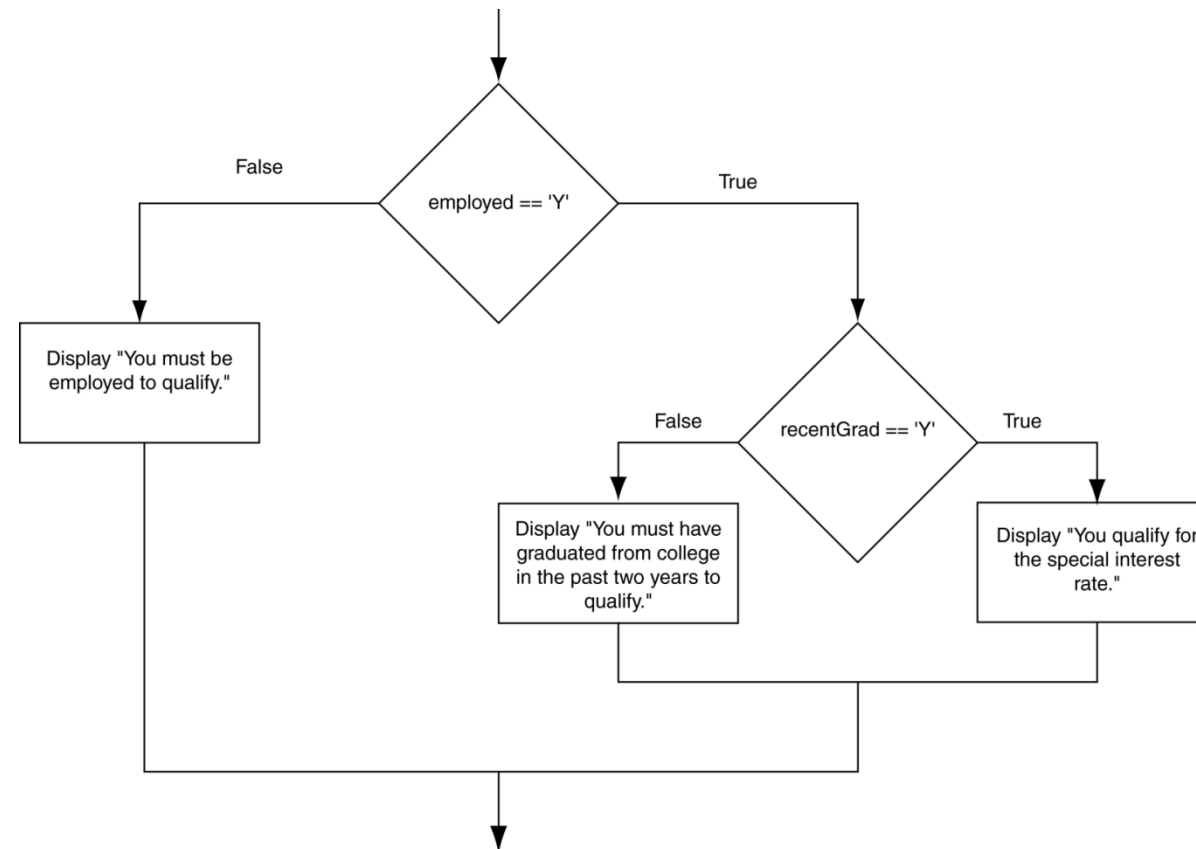 False
True
employed == 'Y'
Display "You must be
employed to qualify."
False
True
recentGrad == 'Y'
Display "You must have
graduated from college
in the past two years to
qualify."
Display "You qualify for
the special interest
rate."